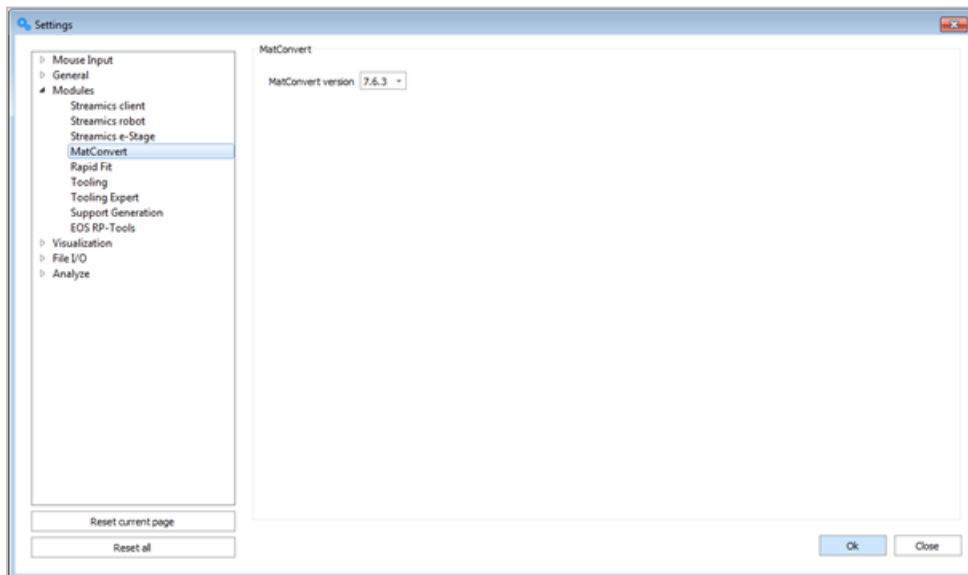 Settings
Mouse Input
General
Modules
Streamics client
Streamics robot
Streamics e-Stage
MatConvert
Rapid Fit
Tooling
Tooling Expert
Support Generation
EOS RP-Tools
Visualization
File I/O
Analyze
Reset current page
Reset all
MatConvert
MatConvert version 7.6.3
Ok Close